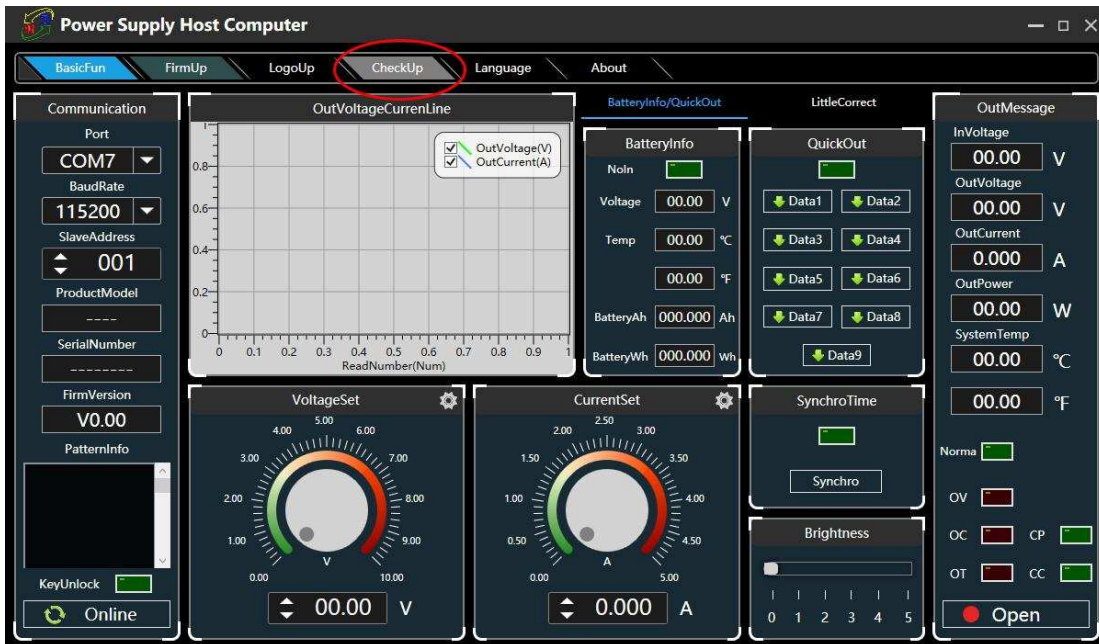 Power Supply Host Computer
BasicFun FirmUp LogoUp CheckUp Language About
Communication
Port
COM7
BaudRate
115200
SlaveAddress
001
ProductModel
----
SerialNumber
--------
FirmVersion
V0.00
PatternInfo
KeyUnlock
Online
OutVoltageCurrenLine
OutVoltage(V)
OutCurrent(A)
1
0.8
0.6
0.4
0.2
0
0 0.1 0.2 0.3 0.4 0.5 0.6 0.7 0.8 0.9 1
ReadNumber(Num)
BatteryInfo/QuickOut LittleCorrect
BatteryInfo
NoIn
Voltage 00.00 V
Temp 00.00 ℃
00.00 ℉
BatteryAh 000.000 Ah
BatteryWh 000.000 Wh
QuickOut
Data1 Data2
Data3 Data4
Data5 Data6
Data7 Data8
Data9
VoltageSet
0.00 1.00 2.00 3.00 4.00 5.00 6.00 7.00 8.00 9.00 10.00
V
00.00 V
CurrentSet
0.00 0.50 1.00 1.50 2.00 2.50 3.00 3.50 4.00 4.50 5.00
A
0.000 A
SynchroTime
Synchro
Brightness
0 1 2 3 4 5
OutMessage
InVoltage
00.00 V
OutVoltage
00.00 V
OutCurrent
0.000 A
OutPower
00.00 W
SystemTemp
00.00 ℃
00.00 ℉
Norma
OV
OC CP
OT CC
Open